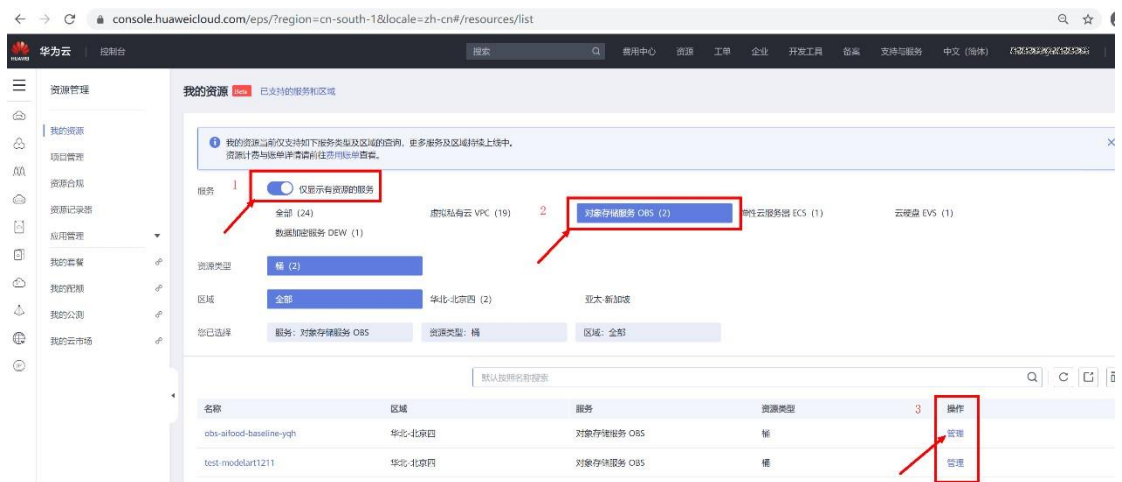 console.huaweicloud.com/eps/?region=cn-south-1&locale=zh-cn#/resources/list
HUAWEI 华为云 控制台 搜索 费用中心 资源 工单 企业 开发工具 备案 支持与服务 中文 (简体)
资源管理 我的资源 Beta 已支持的服务和区域
我的资源
项目管理
资源合规
资源记录器
应用管理
我的套餐
我的配额
我的公测
我的云市场
我的资源当前仅支持如下服务类型及区域的查询，更多服务及区域持续上线中。
资源计费与账单详情请前往费用账单查看。
服务 1 仅显示有资源的服务
全部 (24) 虚拟私有云 VPC (19) 2 对象存储服务 OBS (2) 弹性云服务器 ECS (1) 云硬盘 EVS (1)
数据加密服务 DEW (1)
资源类型 桶 (2)
区域 全部 华北-北京四 (2) 亚太-新加坡
您已选择 服务: 对象存储服务 OBS 资源类型: 桶 区域: 全部
默认按照名称搜索
名称 区域 服务 资源类型 3 操作
obs-aifood-baseline-yqh 华北-北京四 对象存储服务 OBS 桶 管理
test-modelart1211 华北-北京四 对象存储服务 OBS 桶 管理